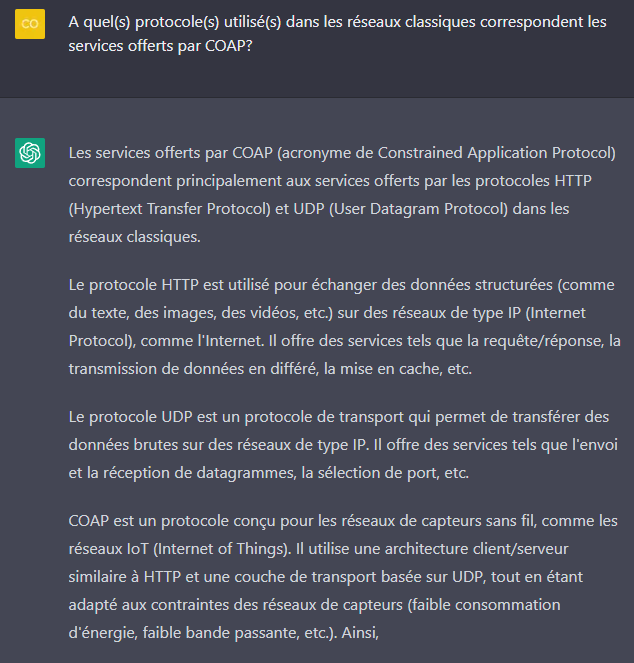 CO
A quel(s) protocole(s) utilisé(s) dans les réseaux classiques correspondent les
services offerts par COAP?
Les services offerts par COAP (acronyme de Constrained Application Protocol)
correspondent principalement aux services offerts par les protocoles HTTP
(Hypertext Transfer Protocol) et UDP (User Datagram Protocol) dans les
réseaux classiques.
Le protocole HTTP est utilisé pour échanger des données structurées (comme
du texte, des images, des vidéos, etc.) sur des réseaux de type IP (Internet
Protocol), comme l'Internet. Il offre des services tels que la requête/réponse, la
transmission de données en différé, la mise en cache, etc.
Le protocole UDP est un protocole de transport qui permet de transférer des
données brutes sur des réseaux de type IP. Il offre des services tels que l'envoi
et la réception de datagrammes, la sélection de port, etc.
COAP est un protocole conçu pour les réseaux de capteurs sans fil, comme les
réseaux IoT (Internet of Things). Il utilise une architecture client/serveur
similaire à HTTP et une couche de transport basée sur UDP, tout en étant
adapté aux contraintes des réseaux de capteurs (faible consommation
d'énergie, faible bande passante, etc.). Ainsi,